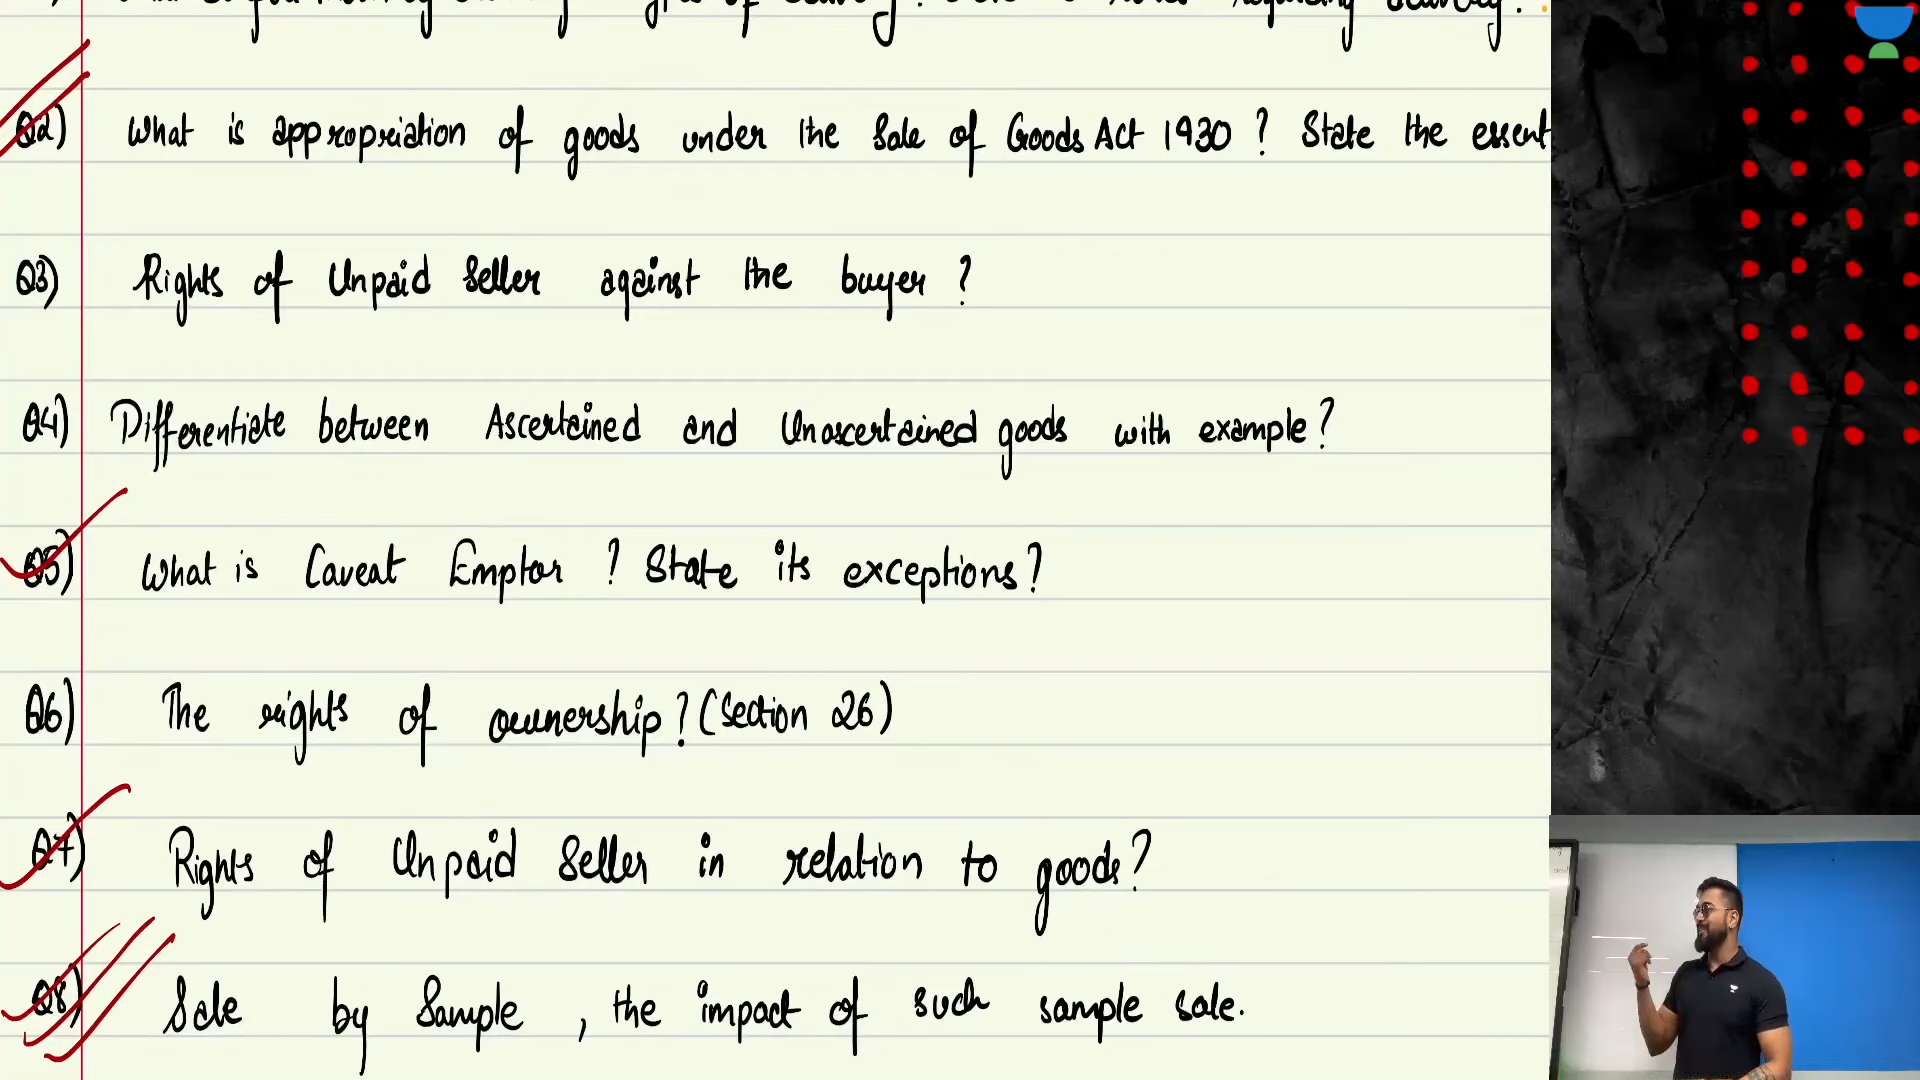 Q2) What is appropriation of goods under the Sale of Goods Act 1930 ? State the essent
Q3) Rights of Unpaid Seller against the buyer ?
Q4) Differentiate between Ascertained and Unascertained goods with example?
Q5) What is Caveat Emptor ? State its exceptions?
Q6) The rights of ownership? (Section 26)
Q7) Rights of Unpaid Seller in relation to goods?
Q8) Sale by Sample , the impact of such sample sale.